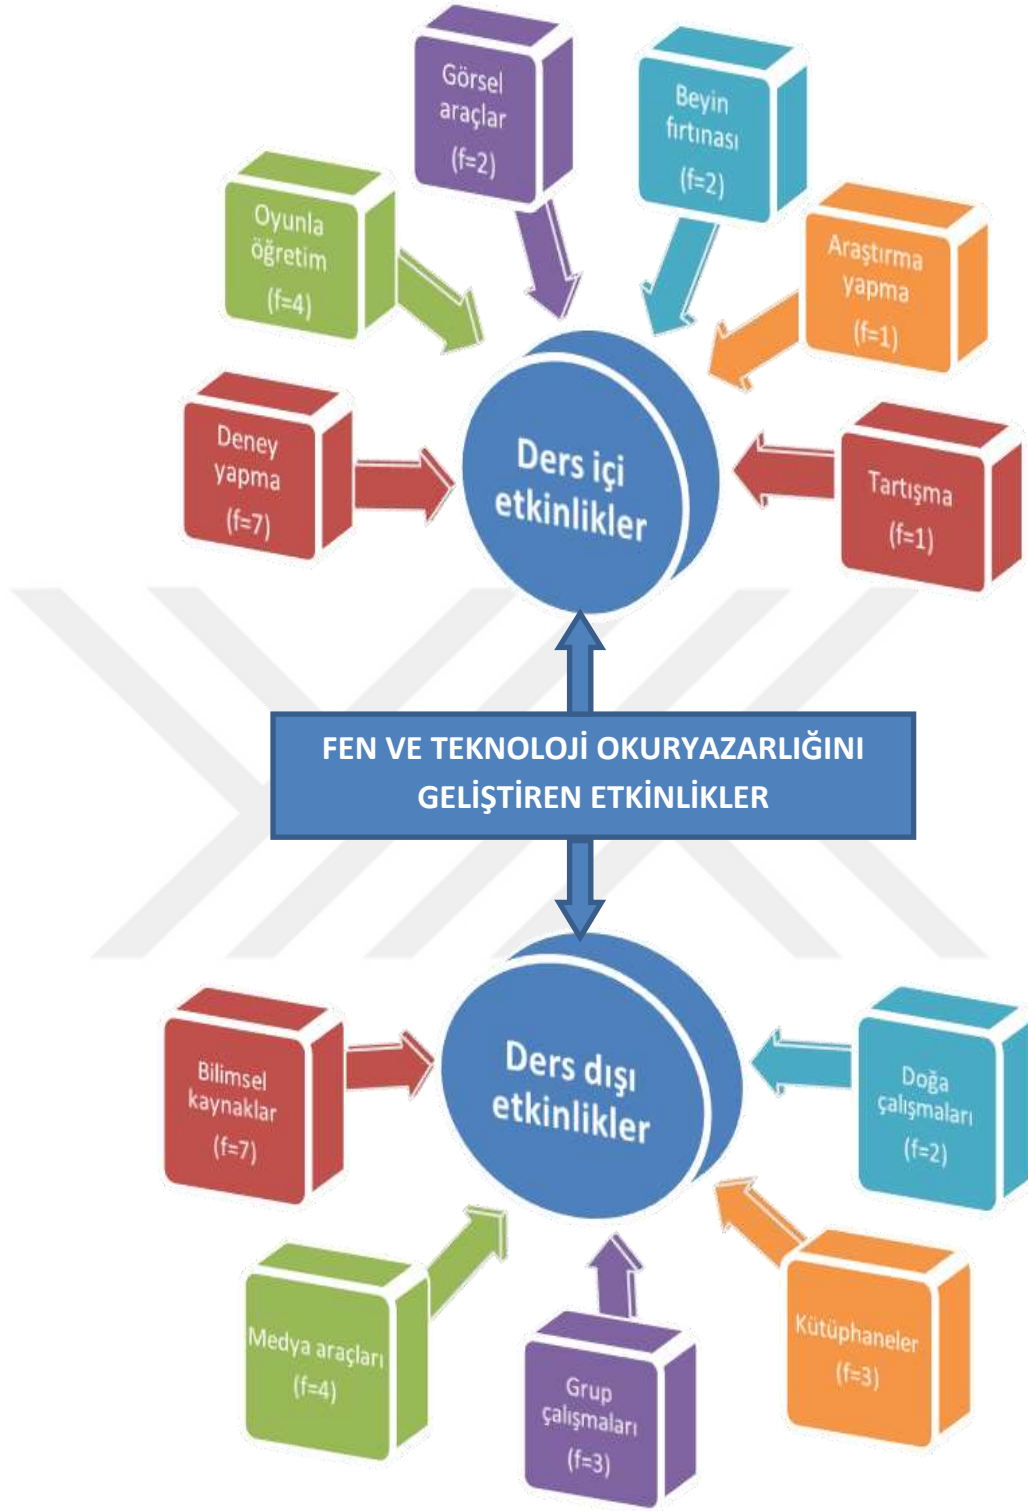 Görsel
araçlar
(f=2)
Beyin
fırtınası
(f=2)
Oyunla
öğretim
(f=4)
Araştırma
yapma
(f=1)
Deney
yapma
(f=7)
Ders içi
etkinlikler
Tartışma
(f=1)
FEN VE TEKNOLOJİ OKURYAZARLIĞINI
GELİŞTİREN ETKİNLİKLER
Bilimsel
kaynaklar
(f=7)
Ders dışı
etkinlikler
Doğa
çalışmaları
(f=2)
Medya araçları
(f=4)
Grup
çalışmaları
(f=3)
Kütüphaneler
(f=3)